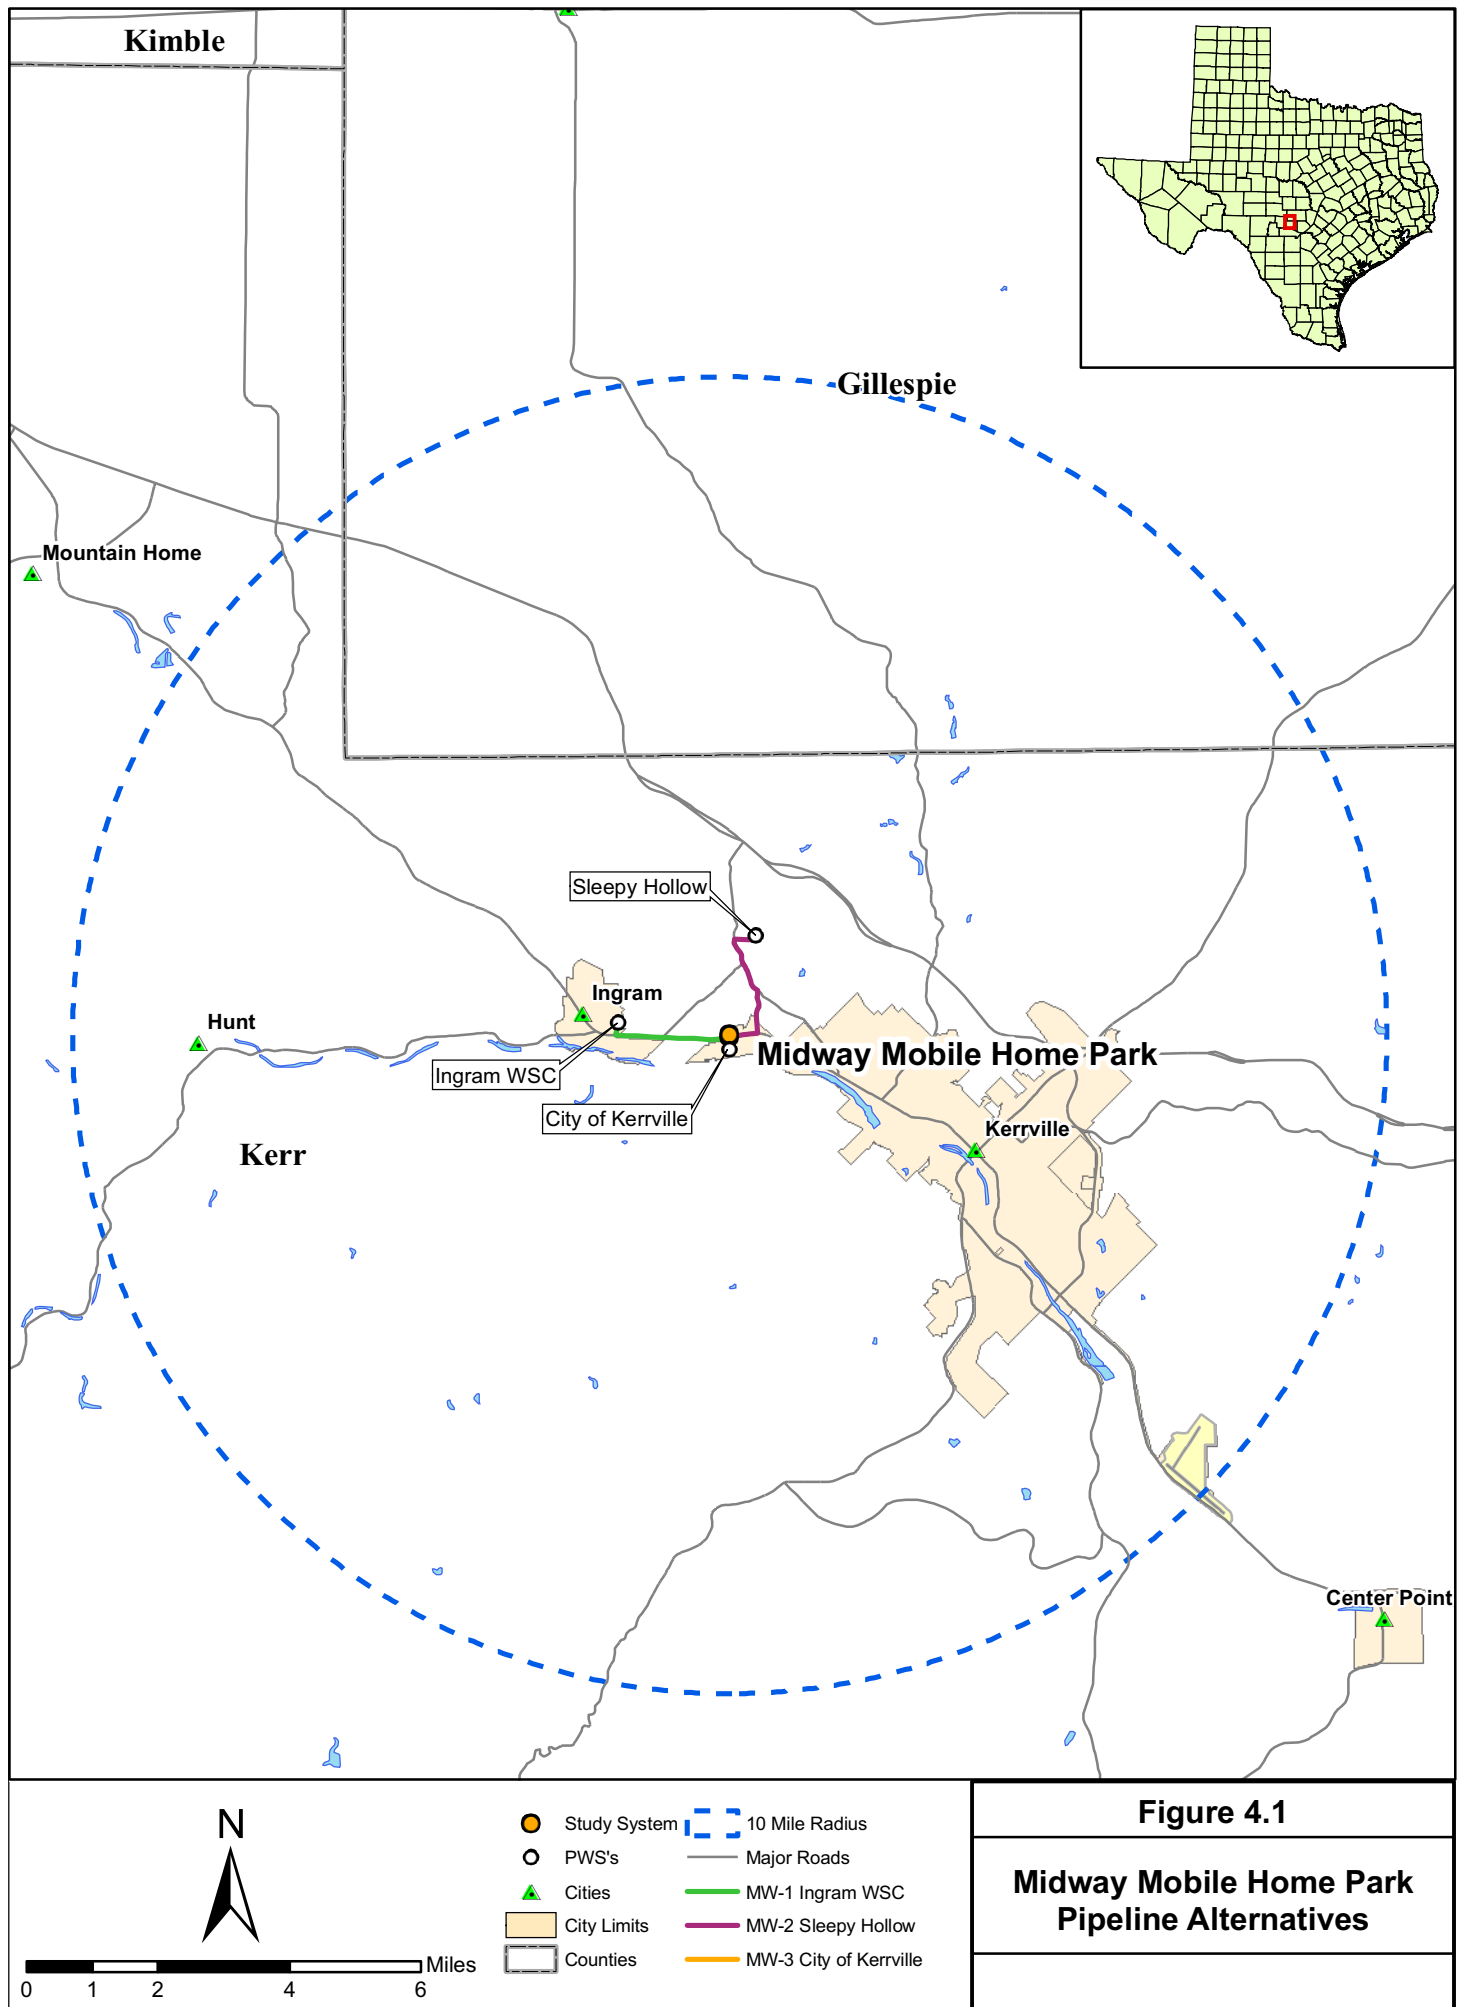 Kimble
Gillespie
Mountain Home
Sleepy Hollow
Ingram
Hunt
Midway Mobile Home Park
Ingram WSC
City of Kerrville
Kerrville
Kerr
Center Point
N
Miles
0 1 2 4 6
Study System
PWS's
Cities
City Limits
Counties
10 Mile Radius
Major Roads
MW-1 Ingram WSC
MW-2 Sleepy Hollow
MW-3 City of Kerrville
Figure 4.1
Midway Mobile Home Park
Pipeline Alternatives